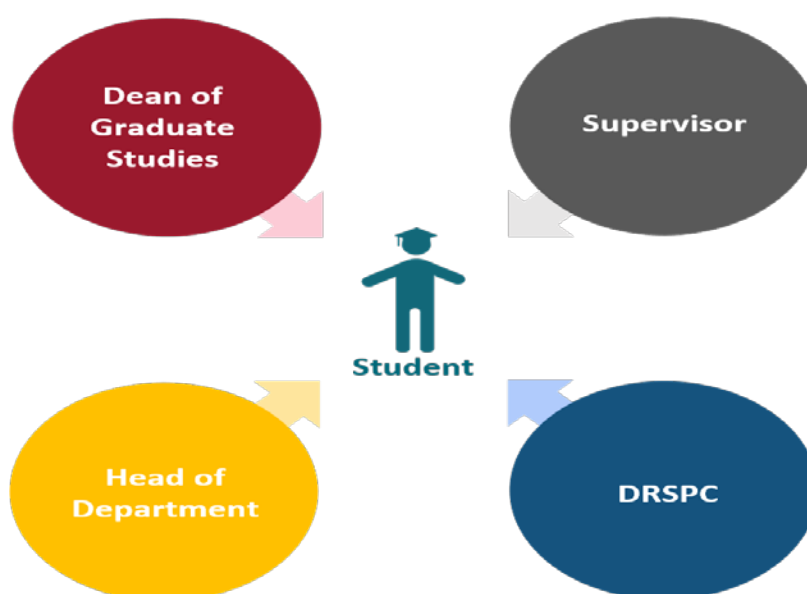 Dean of
Graduate
Studies
Supervisor
Student
Head of
Department
DRSPC